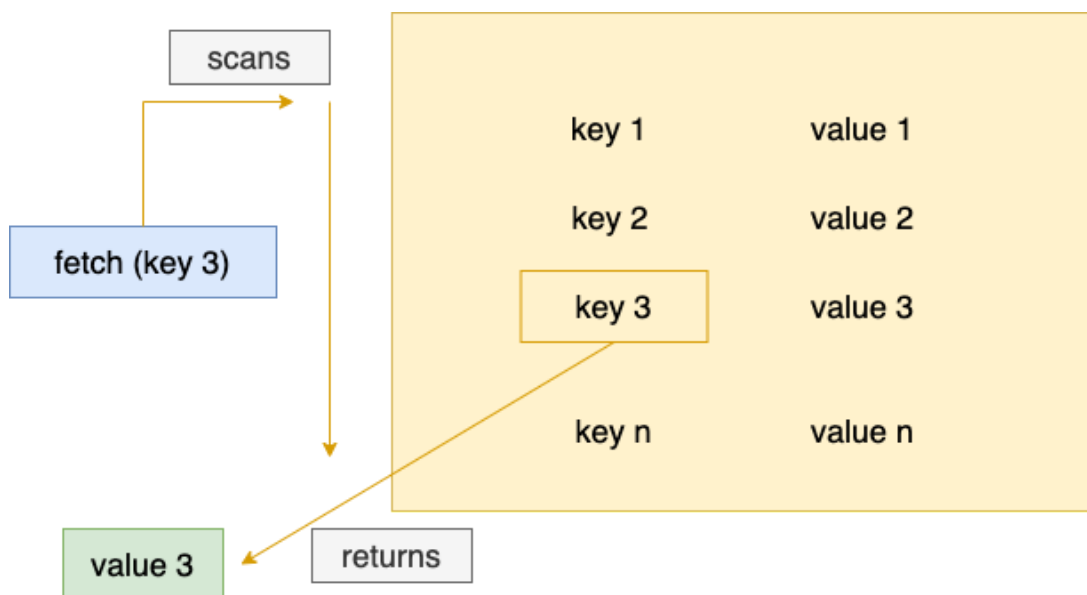 scans
key 1 value 1
key 2 value 2
fetch (key 3)
key 3 value 3
key n value n
returns
value 3